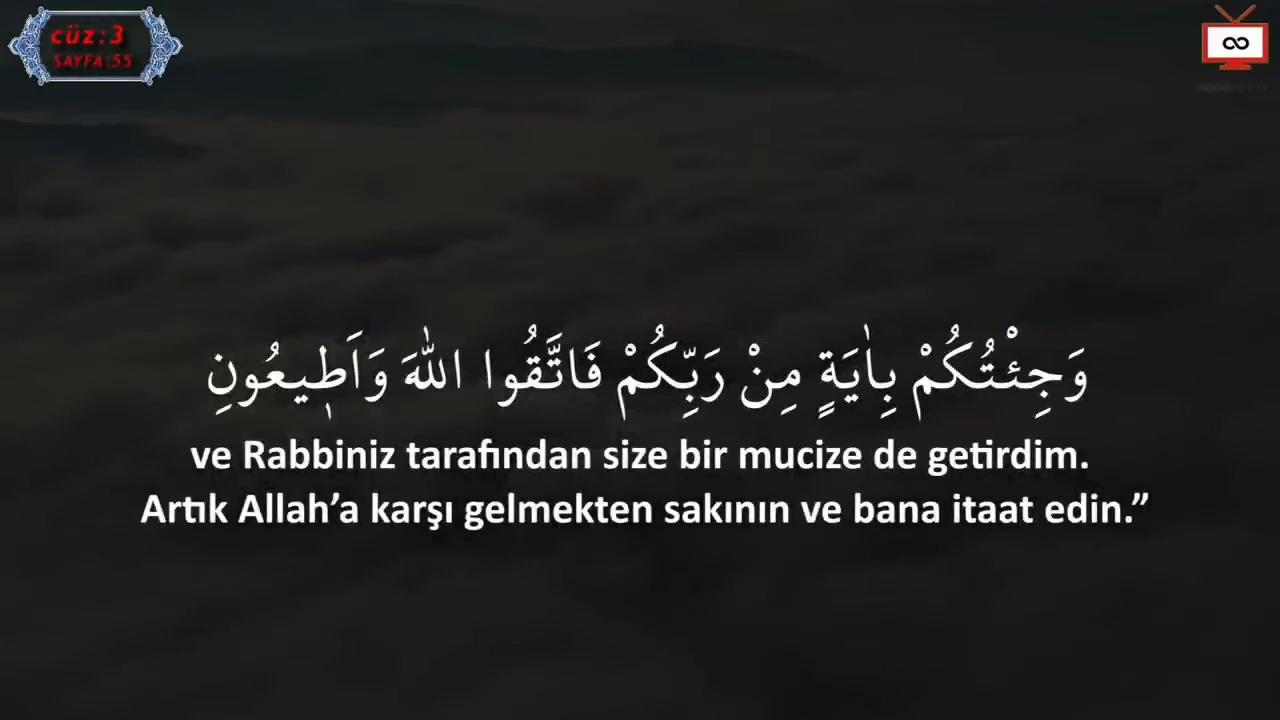 cüz:3
SAYFA:55
وَجِئْتُكُمْ بِاٰيَةٍ مِنْ رَبِّكُمْ فَاتَّقُوا اللّٰهَ وَاَط۪يعُونِ
ve Rabbiniz tarafından size bir mucize de getirdim.
Artık Allah’a karşı gelmekten sakının ve bana itaat edin.”